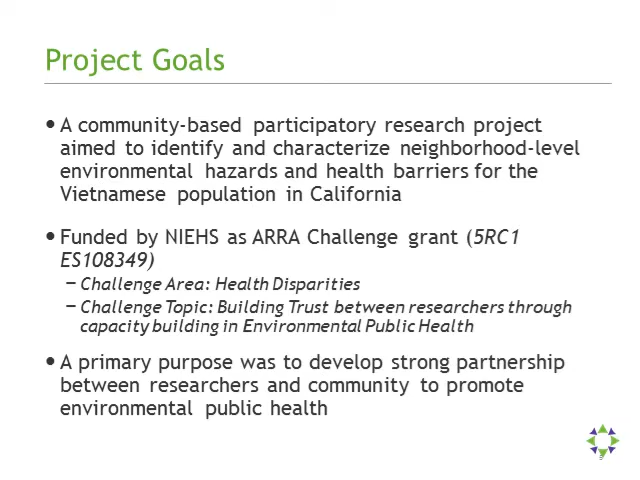 Project Goals
• A community-based participatory research project
aimed to identify and characterize neighborhood-level
environmental hazards and health barriers for the
Vietnamese population in California
• Funded by NIEHS as ARRA Challenge grant (5RC1
ES108349)
– Challenge Area: Health Disparities
– Challenge Topic: Building Trust between researchers through
capacity building in Environmental Public Health
• A primary purpose was to develop strong partnership
between researchers and community to promote
environmental public health